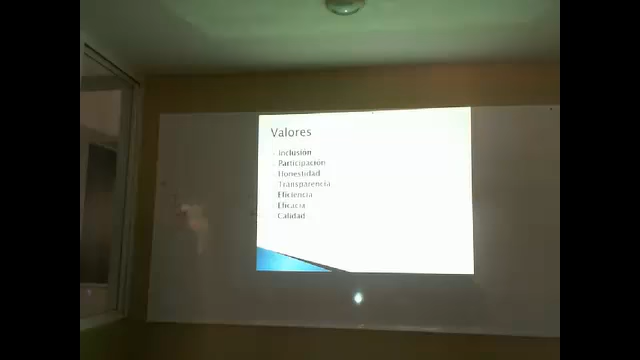 Valores
Inclusión
Participación
Honestidad
Transparencia
Eficiencia
Eficacia
Calidad